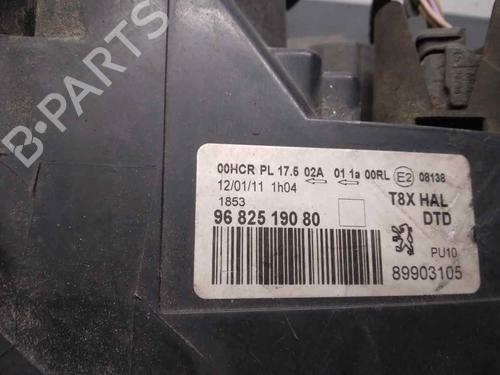 00HCR PL 17.5 02A 01 1a 00RL E2 08138
12/01/11 1h04
1853
96 825 190 80
T8X HAL
DTD
PU10
89903105
B-PARTS